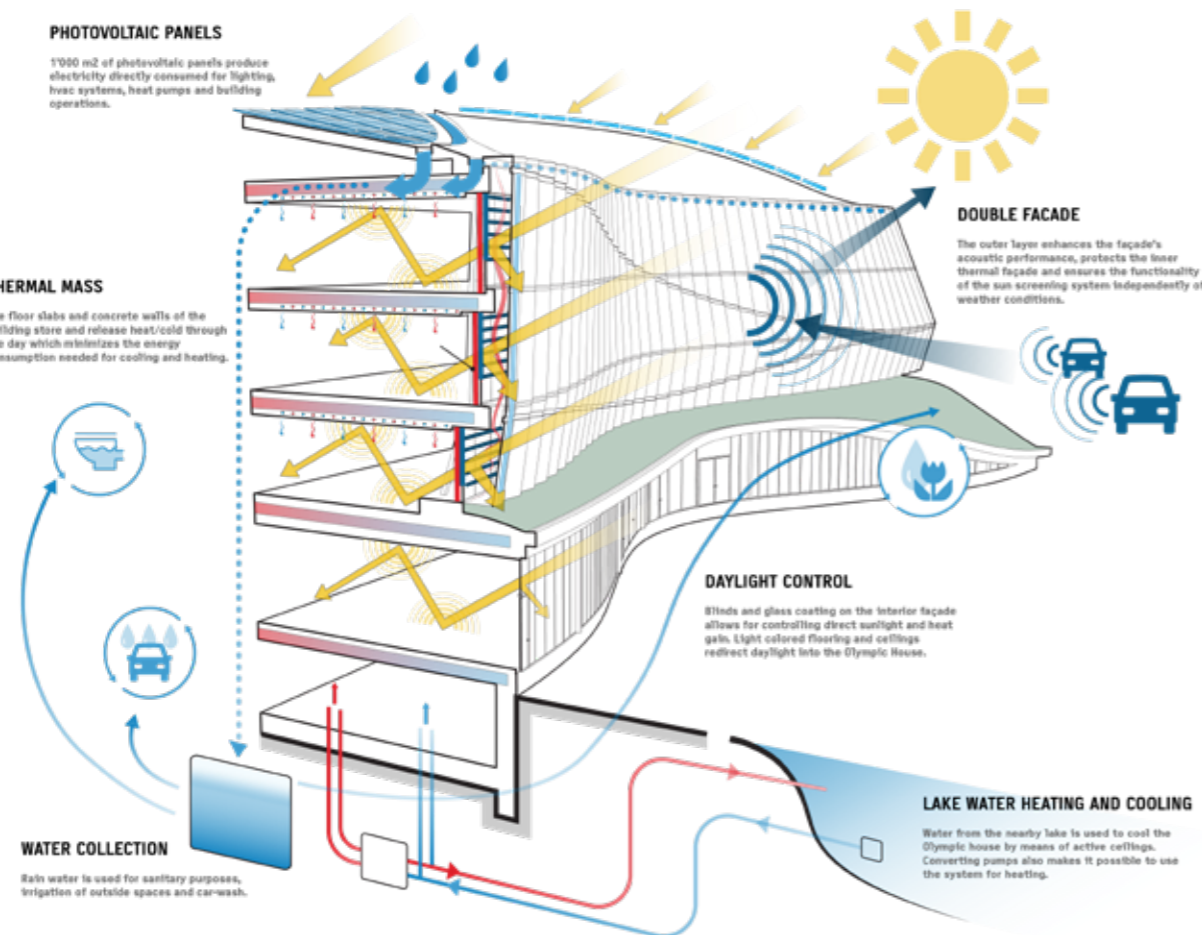 PHOTOVOLTAIC PANELS
1'000 m2 of photovoltaic panels produce
electricity directly consumed for lighting,
hvac systems, heat pumps and building
operations.
DOUBLE FACADE
The outer layer enhances the façade's
acoustic performance, protects the inner
thermal façade and ensures the functionality
of the sun screening system independently of
weather conditions.
HERMAL MASS
e floor slabs and concrete walls of the
ilding store and release heat/cold through
e day which minimizes the energy
nsumption needed for cooling and heating.
DAYLIGHT CONTROL
Blinds and glass coating on the interior façade
allows for controlling direct sunlight and heat
gain. Light colored flooring and ceilings
redirect daylight into the Olympic House.
LAKE WATER HEATING AND COOLING
Water from the nearby lake is used to cool the
Olympic house by means of active ceilings.
Converting pumps also makes it possible to use
the system for heating.
WATER COLLECTION
Rain water is used for sanitary purposes,
irrigation of outside spaces and car-wash.